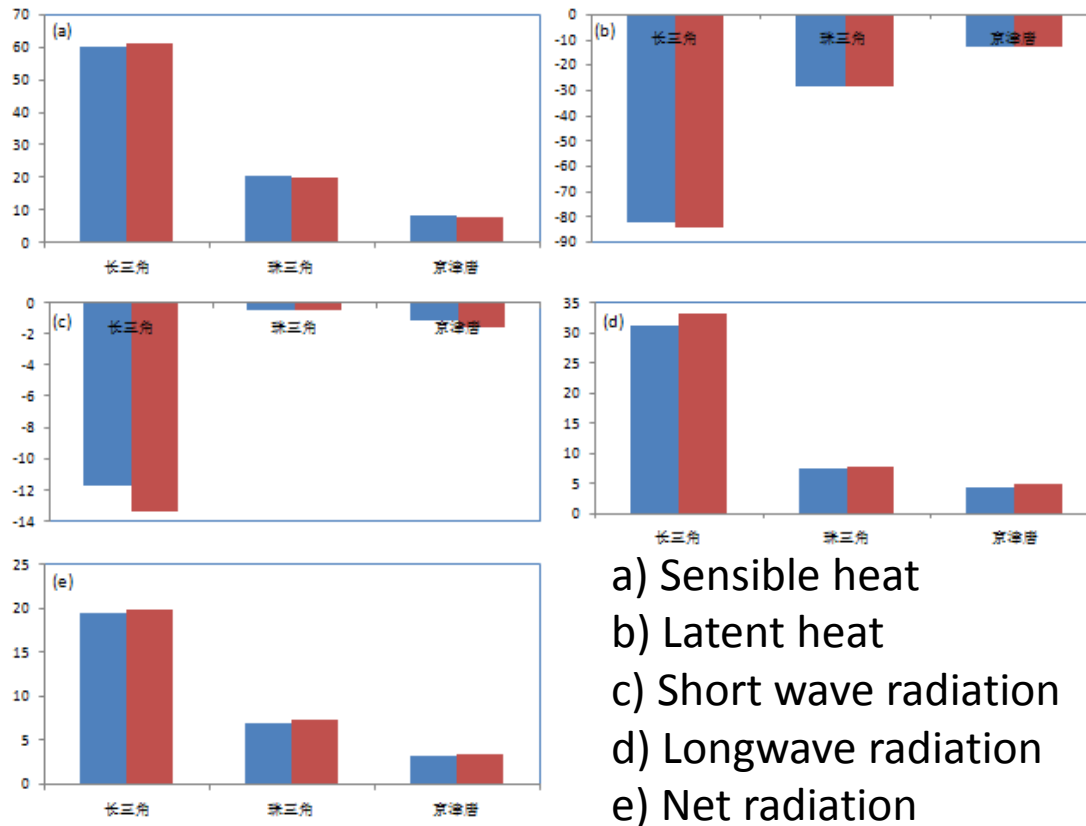 70
(a)
60
50
40
30
20
10
0
长三角 珠三角 京津唐
0
(b)
长三角 珠三角 京津唐
-10
-20
-30
-40
-50
-60
-70
-80
-90
0
(c)
长三角 珠三角 京津唐
-2
-4
-6
-8
-10
-12
-14
35
(d)
30
25
20
15
10
5
0
长三角 珠三角 京津唐
25
(e)
20
15
10
5
0
长三角 珠三角 京津唐
a) Sensible heat
b) Latent heat
c) Short wave radiation
d) Longwave radiation
e) Net radiation